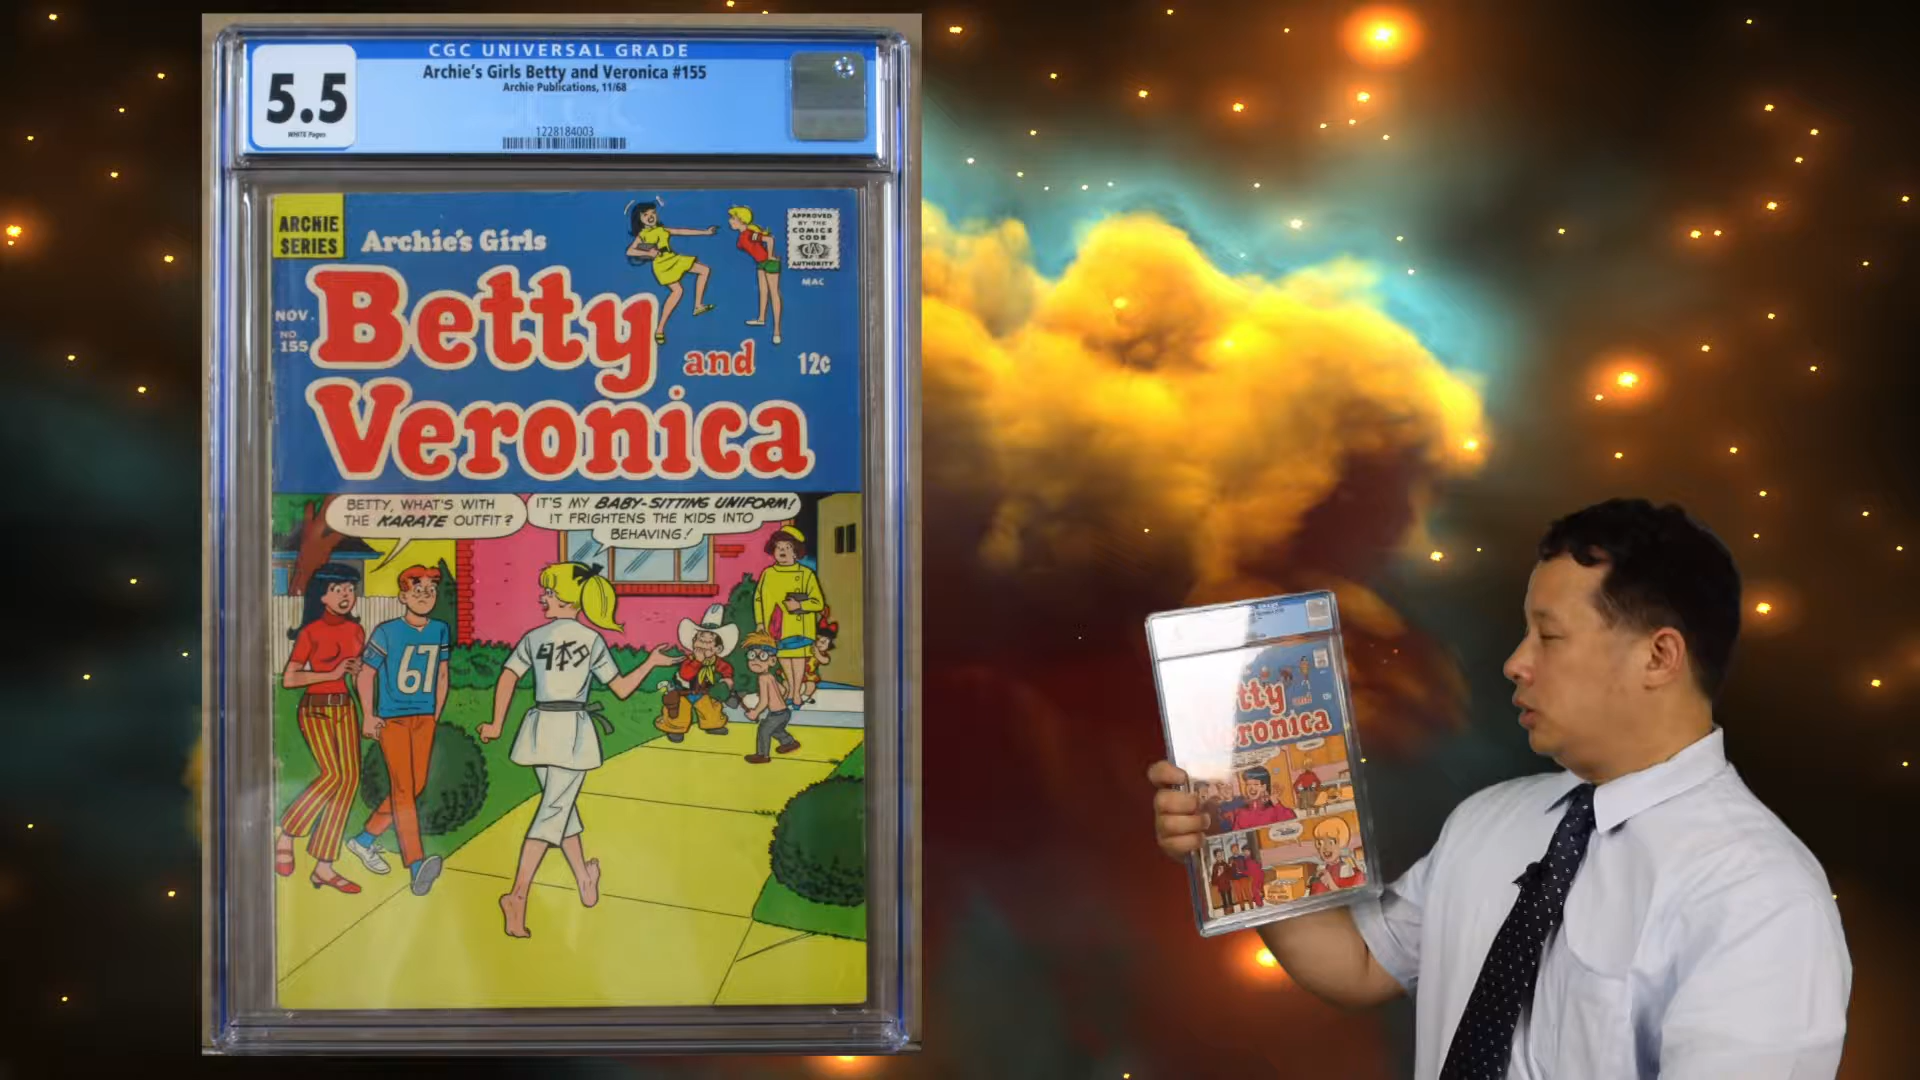 CGC UNIVERSAL GRADE
5.5
WHITE Pages
Archie's Girls Betty and Veronica #155
Archie Publications, 11/68
1228184003
ARCHIE
SERIES
Archie's Girls
APPROVED
BY THE
COMICS
CODE
AUTHORITY
MAC
NOV.
NO.
155
Betty
and
12¢
Veronica
BETTY, WHAT'S WITH
THE KARATE OUTFIT?
IT'S MY BABY-SITTING UNIFORM!
IT FRIGHTENS THE KIDS INTO
BEHAVING!
67
tty
and
ronica